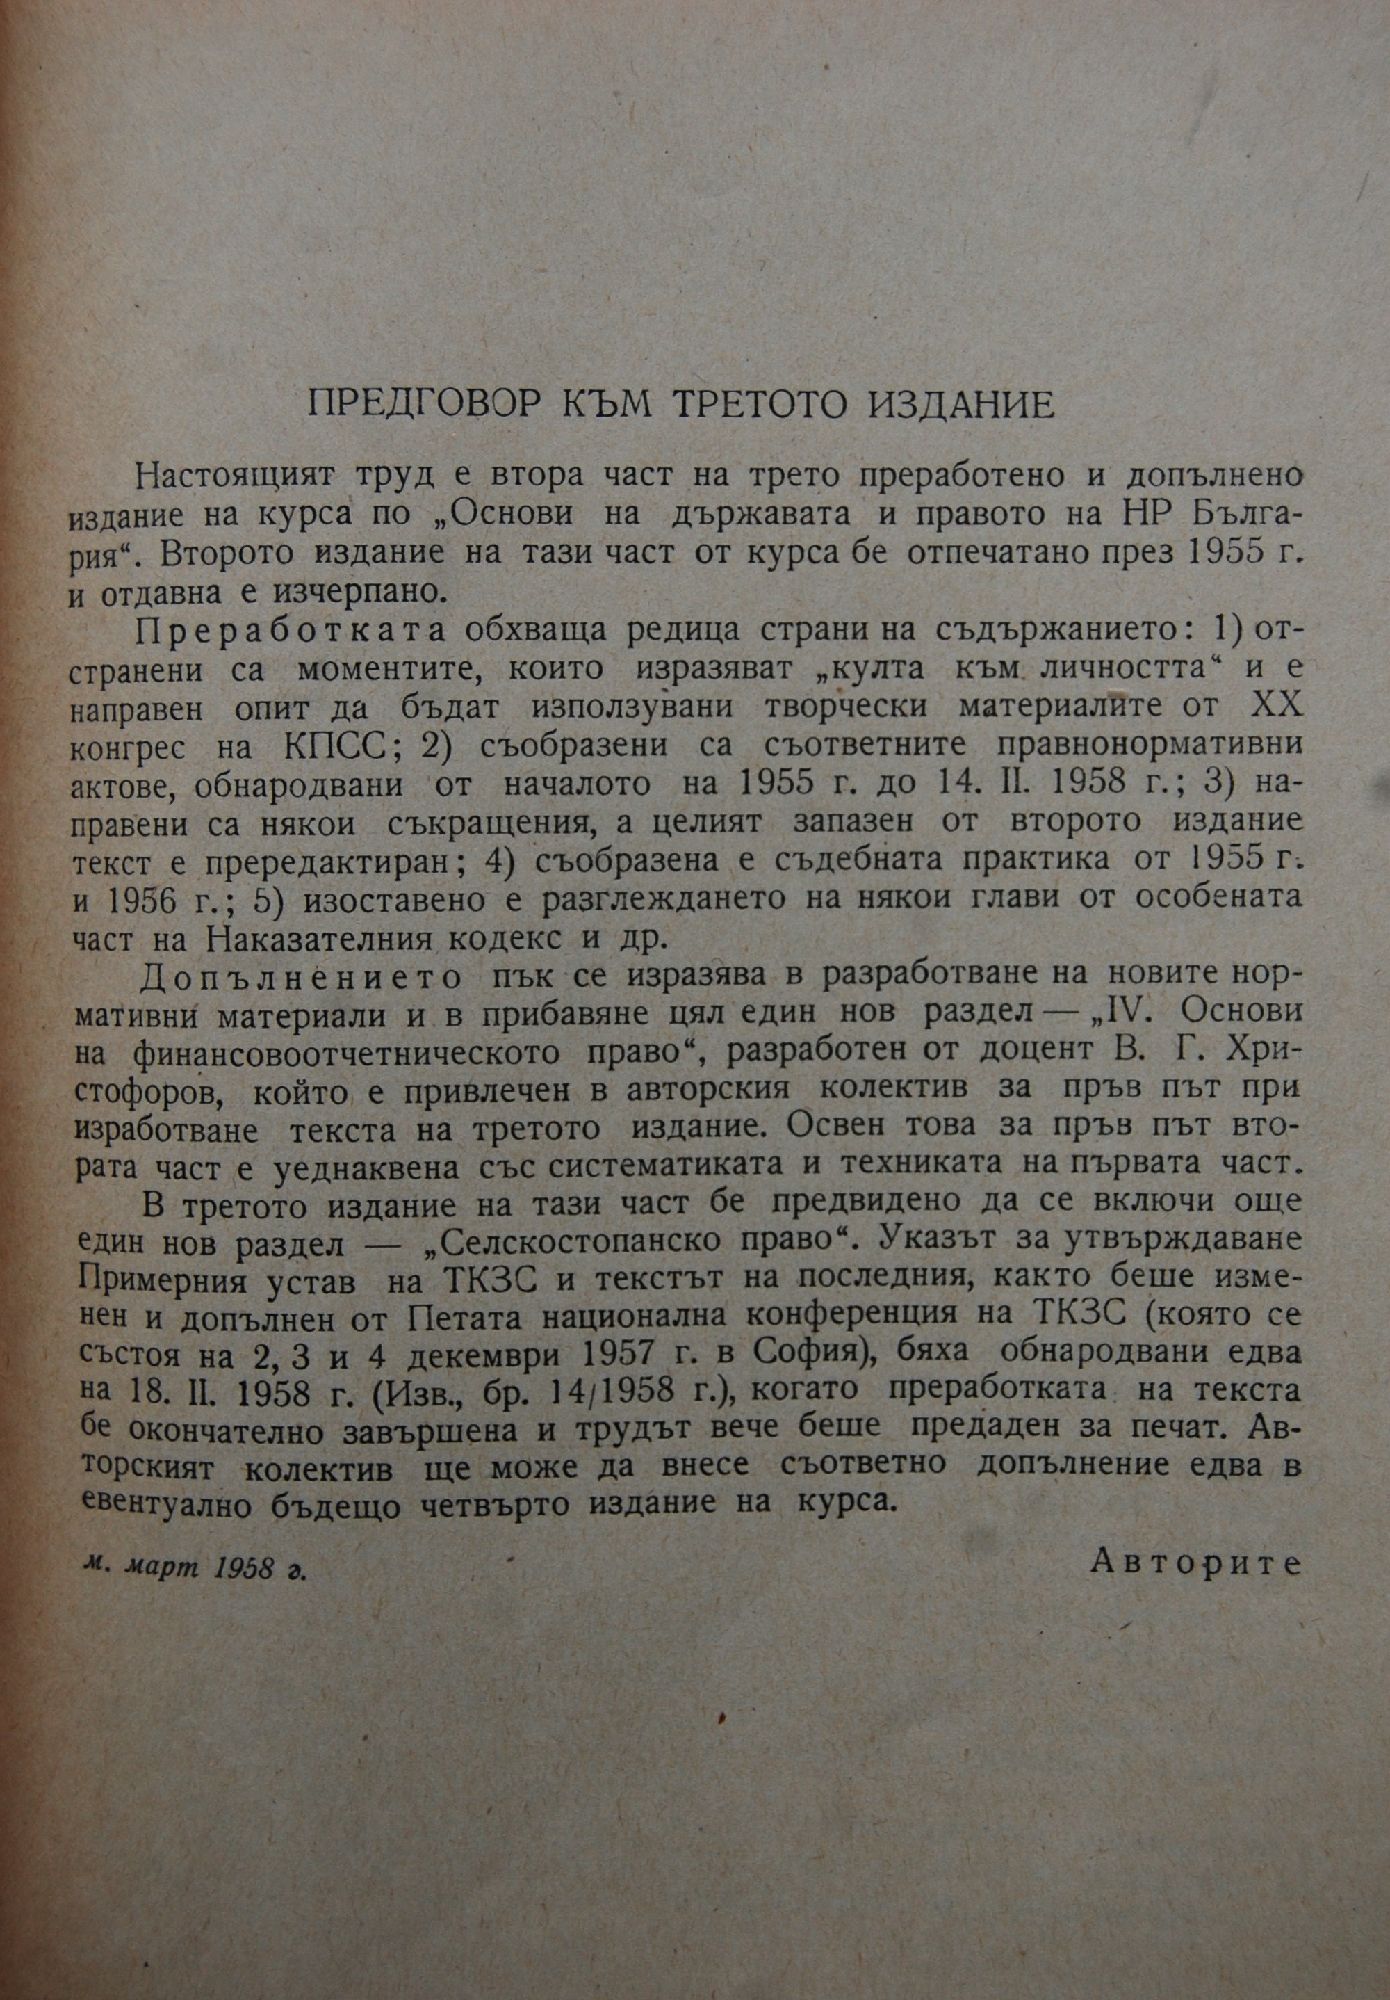 ПРЕДГОВОР КЪМ ТРЕТОТО ИЗДАНИЕ
Настоящият труд е втора част на трето преработено и допълнено
издание на курса по „Основи на държавата и правото на НР Бълга-
рия“. Второто издание на тази част от курса бе отпечатано през 1955 г.
и отдавна е изчерпано.
Преработката обхваща редица страни на съдържанието: 1) от-
странени са моментите, които изразяват „култа към личността“ и е
направен опит да бъдат използувани творчески материалите от XX
конгрес на КПСС; 2) съобразени са съответните правнонормативни
актове, обнародвани от началото на 1955 г. до 14. II. 1958 г.; 3) на-
правени са някои съкращения, а целият запазен от второто издание
текст е пререdактиран; 4) съобразена е съдебната практика от 1955 г.
и 1956 г.; 5) изоставено е разглеждането на някои глави от особената
част на Наказателния кодекс и др.
Допълнението пък се изразява в разработване на новите нор-
мативни материали и в прибавяне цял един нов раздел — „IV. Основи
на финансовоотчетническото право“, разработен от доцент В. Г. Хри-
стофоров, който е привлечен в авторския колектив за пръв път при
изработване текста на третото издание. Освен това за пръв път вто-
рата част е уеднаквена със систематиката и техниката на първата част.
В третото издание на тази част бе предвидено да се включи още
един нов раздел — „Селскостопанско право“. Указът за утвърждаване
Примерния устав на ТКЗС и текстът на последния, както беше изме-
нен и допълнен от Петата национална конференция на ТКЗС (която се
състоя на 2, 3 и 4 декември 1957 г. в София), бяха обнародвани едва
на 18. II. 1958 г. (Изв., бр. 14/1958 г.), когато преработката на текста
бе окончателно завършена и трудът вече беше предаден за печат. Ав-
торският колектив ще може да внесе съответно допълнение едва в
евентуално бъдещо четвърто издание на курса.
м. март 1958 г.
Авторите